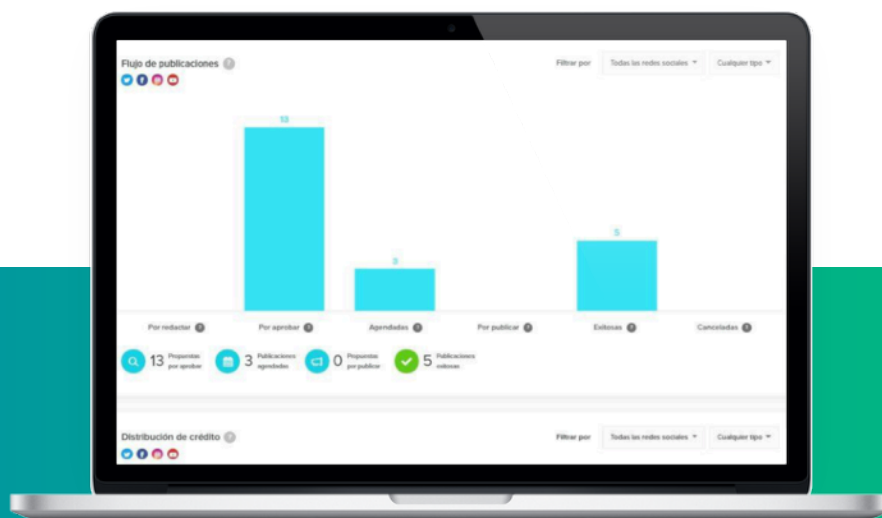 Flujo de publicaciones
Filtrar por Todas las redes sociales Cualquier tipo
13
3
5
Por redactar Por aprobar Agendadas Por publicar Exitosas Canceladas
13 Propuestas por aprobar
3 Publicaciones agendadas
0 Propuestas por publicar
5 Publicaciones exitosas
Distribución de crédito
Filtrar por Todas las redes sociales Cualquier tipo